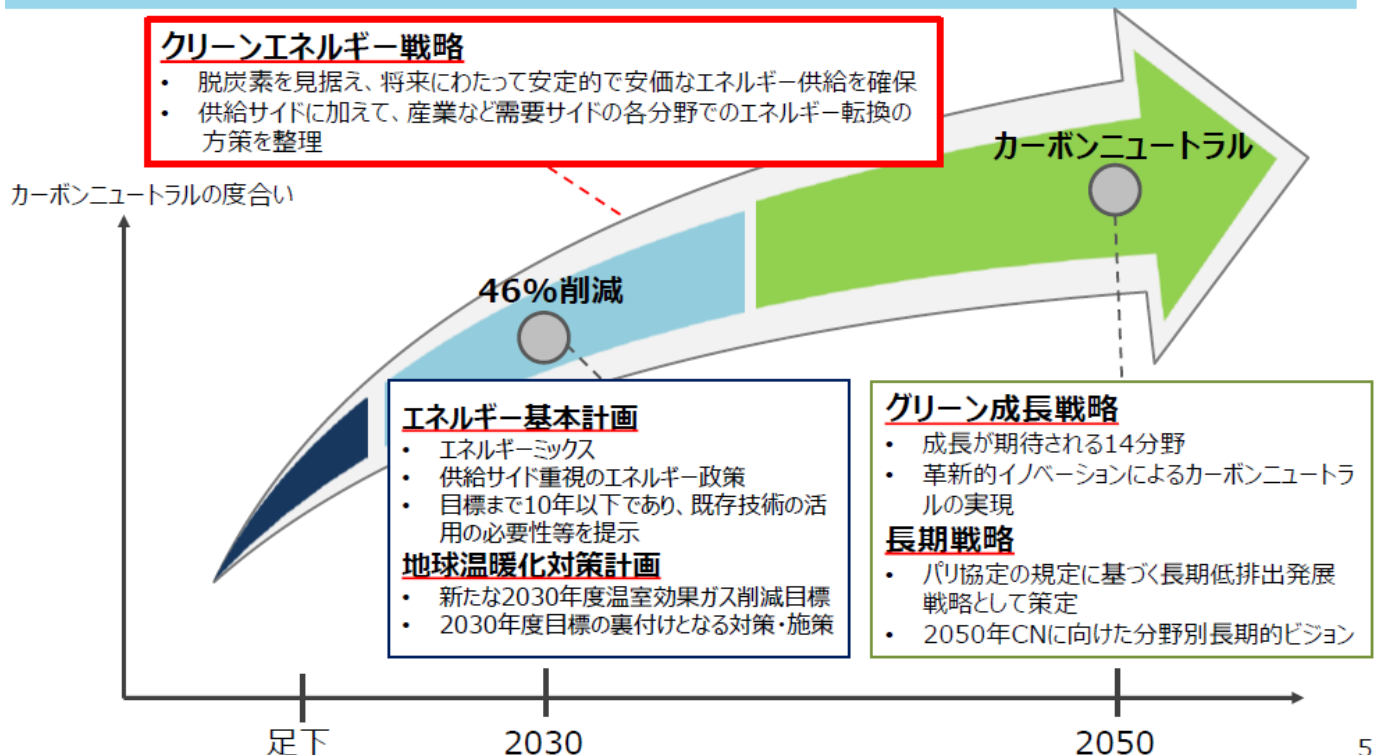 クリーンエネルギー戦略
• 脱炭素を見据え、将来にわたって安定的で安価なエネルギー供給を確保
• 供給サイドに加えて、産業など需要サイドの各分野でのエネルギー転換の
方策を整理
カーボンニュートラルの度合い
カーボンニュートラル
46%削減
エネルギー基本計画
• エネルギーミックス
• 供給サイド重視のエネルギー政策
• 目標まで10年以下であり、既存技術の活
用の必要性等を提示
地球温暖化対策計画
• 新たな2030年度温室効果ガス削減目標
• 2030年度目標の裏付けとなる対策・施策
グリーン成長戦略
• 成長が期待される14分野
• 革新的イノベーションによるカーボンニュートラ
ルの実現
長期戦略
• パリ協定の規定に基づく長期低排出発展
戦略として策定
• 2050年CNに向けた分野別長期的ビジョン
足下
2030
2050
5